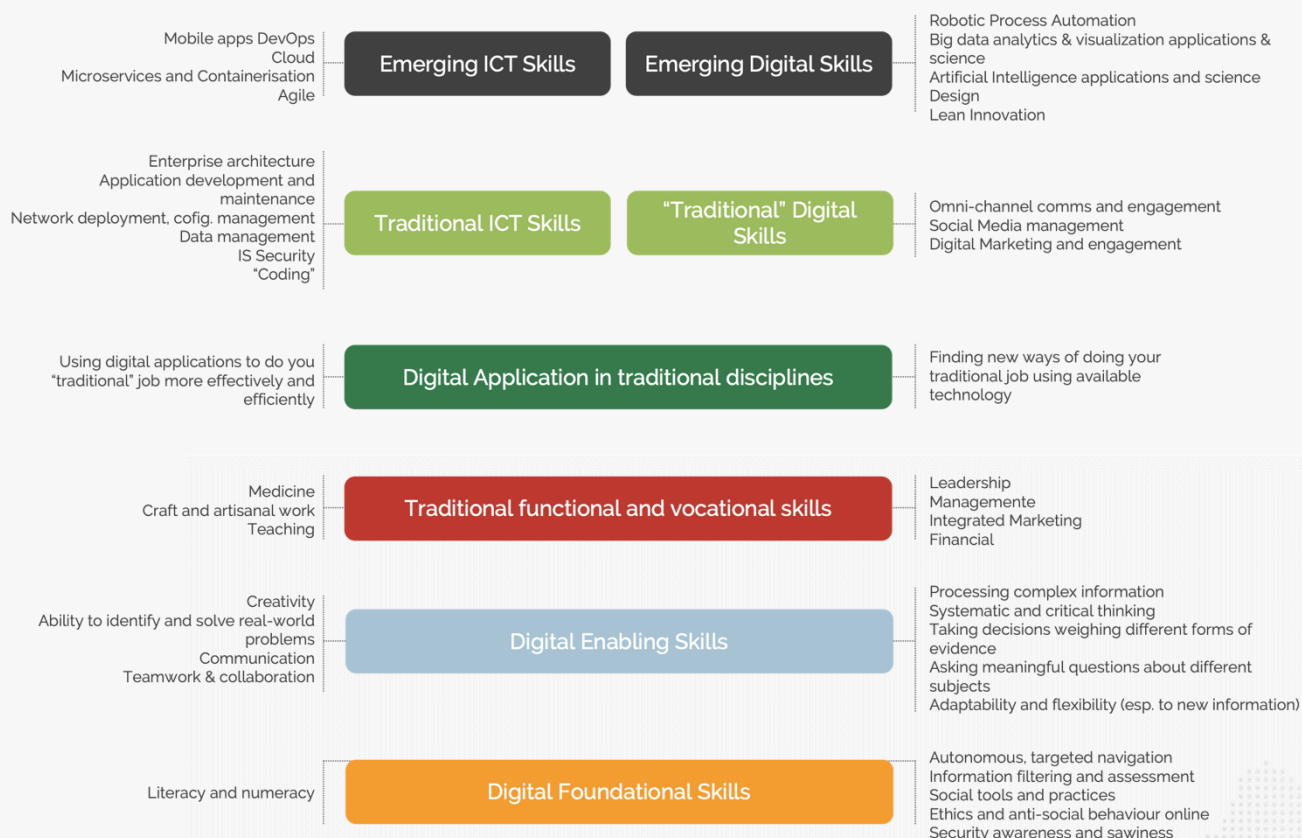 Mobile apps DevOps
Cloud
Microservices and Containerisation
Agile
Emerging ICT Skills
Emerging Digital Skills
Robotic Process Automation
Big data analytics & visualization applications &
science
Artificial Intelligence applications and science
Design
Lean Innovation
Enterprise architecture
Application development and
maintenance
Network deployment, cofig. management
Data management
IS Security
“Coding”
Traditional ICT Skills
“Traditional” Digital
Skills
Omni-channel comms and engagement
Social Media management
Digital Marketing and engagement
Using digital applications to do you
“traditional” job more effectively and
efficiently
Digital Application in traditional disciplines
Finding new ways of doing your
traditional job using available
technology
Medicine
Craft and artisanal work
Teaching
Traditional functional and vocational skills
Leadership
Managemente
Integrated Marketing
Financial
Creativity
Ability to identify and solve real-world
problems
Communication
Teamwork & collaboration
Digital Enabling Skills
Processing complex information
Systematic and critical thinking
Taking decisions weighing different forms of
evidence
Asking meaningful questions about different
subjects
Adaptability and flexibility (esp. to new information)
Literacy and numeracy
Digital Foundational Skills
Autonomous, targeted navigation
Information filtering and assessment
Social tools and practices
Ethics and anti-social behaviour online
Security awareness and sawiness